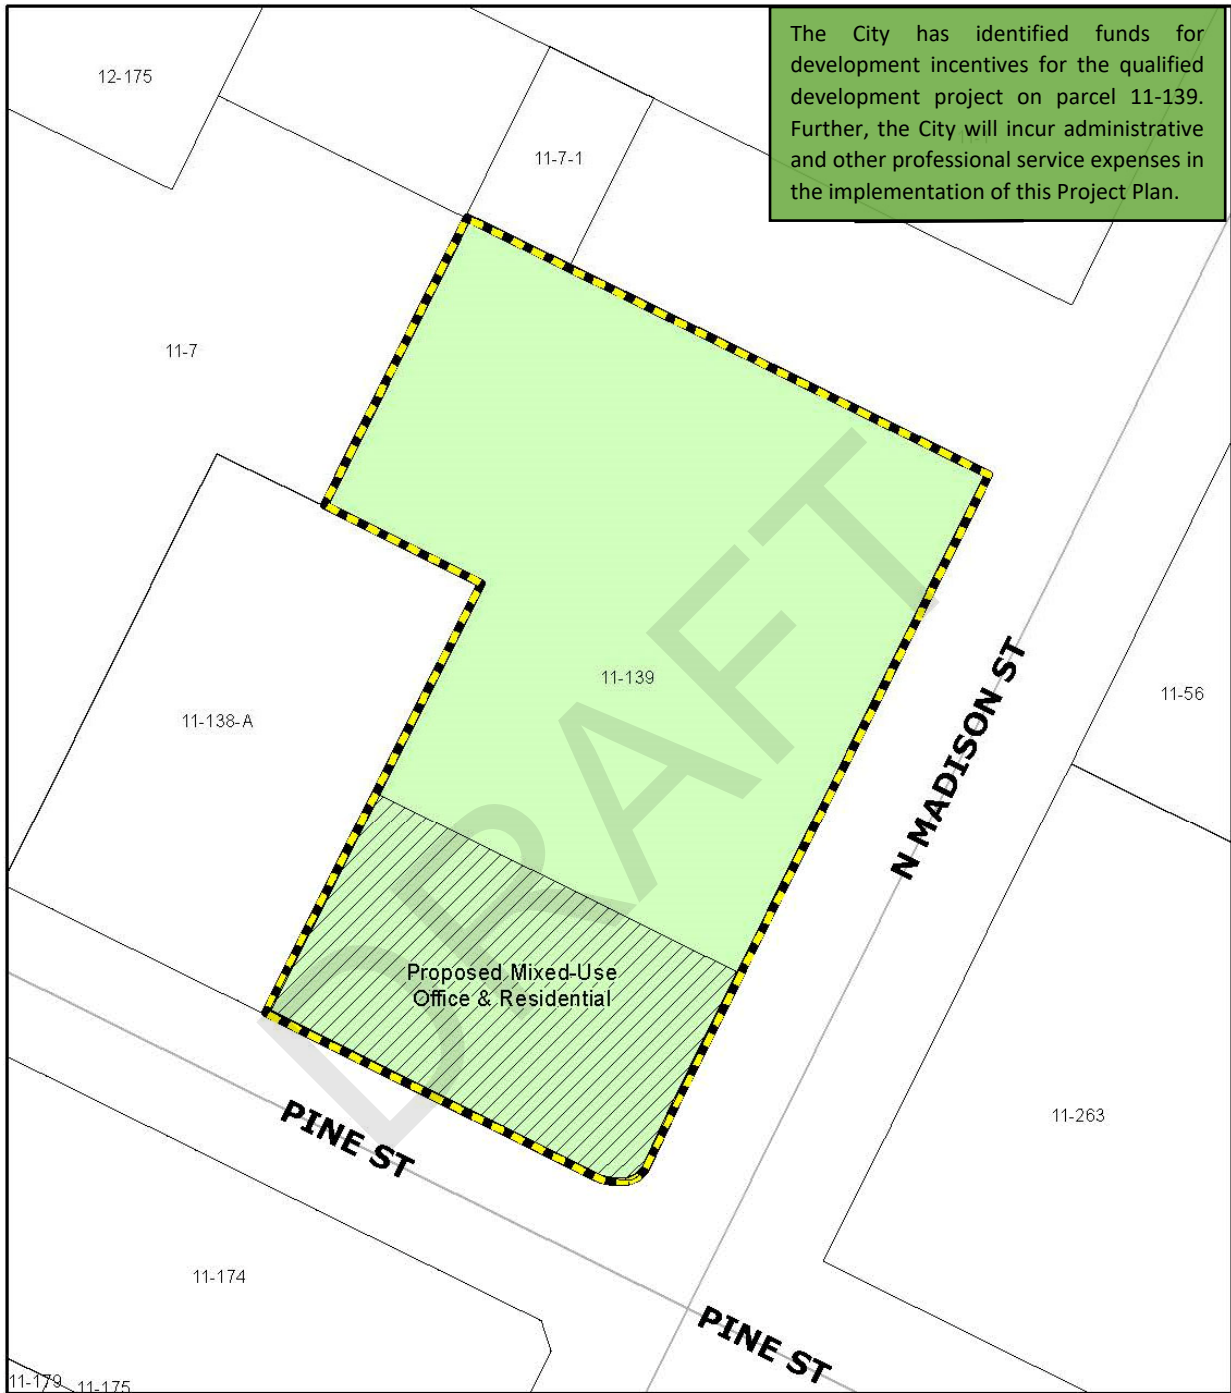 The City has identified funds for
development incentives for the qualified
development project on parcel 11-139.
Further, the City will incur administrative
and other professional service expenses in
the implementation of this Project Plan.
12-175
11-7-1
11-7
11-139
11-138-A
11-56
N MADISON ST
DRAFT
Proposed Mixed-Use
Office & Residential
PINE ST
11-263
11-174
PINE ST
11-179
11-175